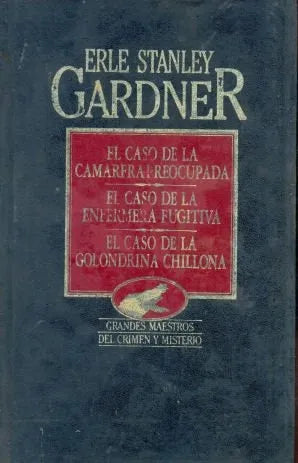 ERLE STANLEY
GARDNER
EL CASO DE LA
CAMARERA PREOCUPADA
EL CASO DE LA
ENFERMERA FUGITIVA
EL CASO DE LA
GOLONDRINA CHILLONA
GRANDES MAESTROS
DEL CRIMEN Y MISTERIO